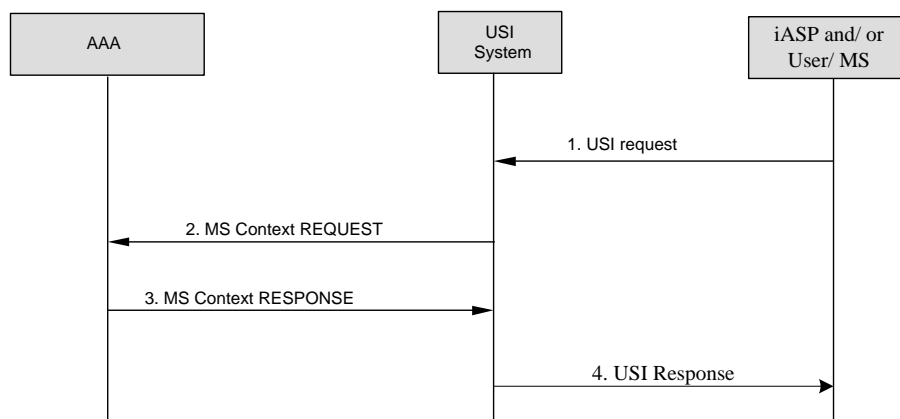 AAA
USI
System
iASP and/ or
User/ MS
1. USI request
2. MS Context REQUEST
3. MS Context RESPONSE
4. USI Response